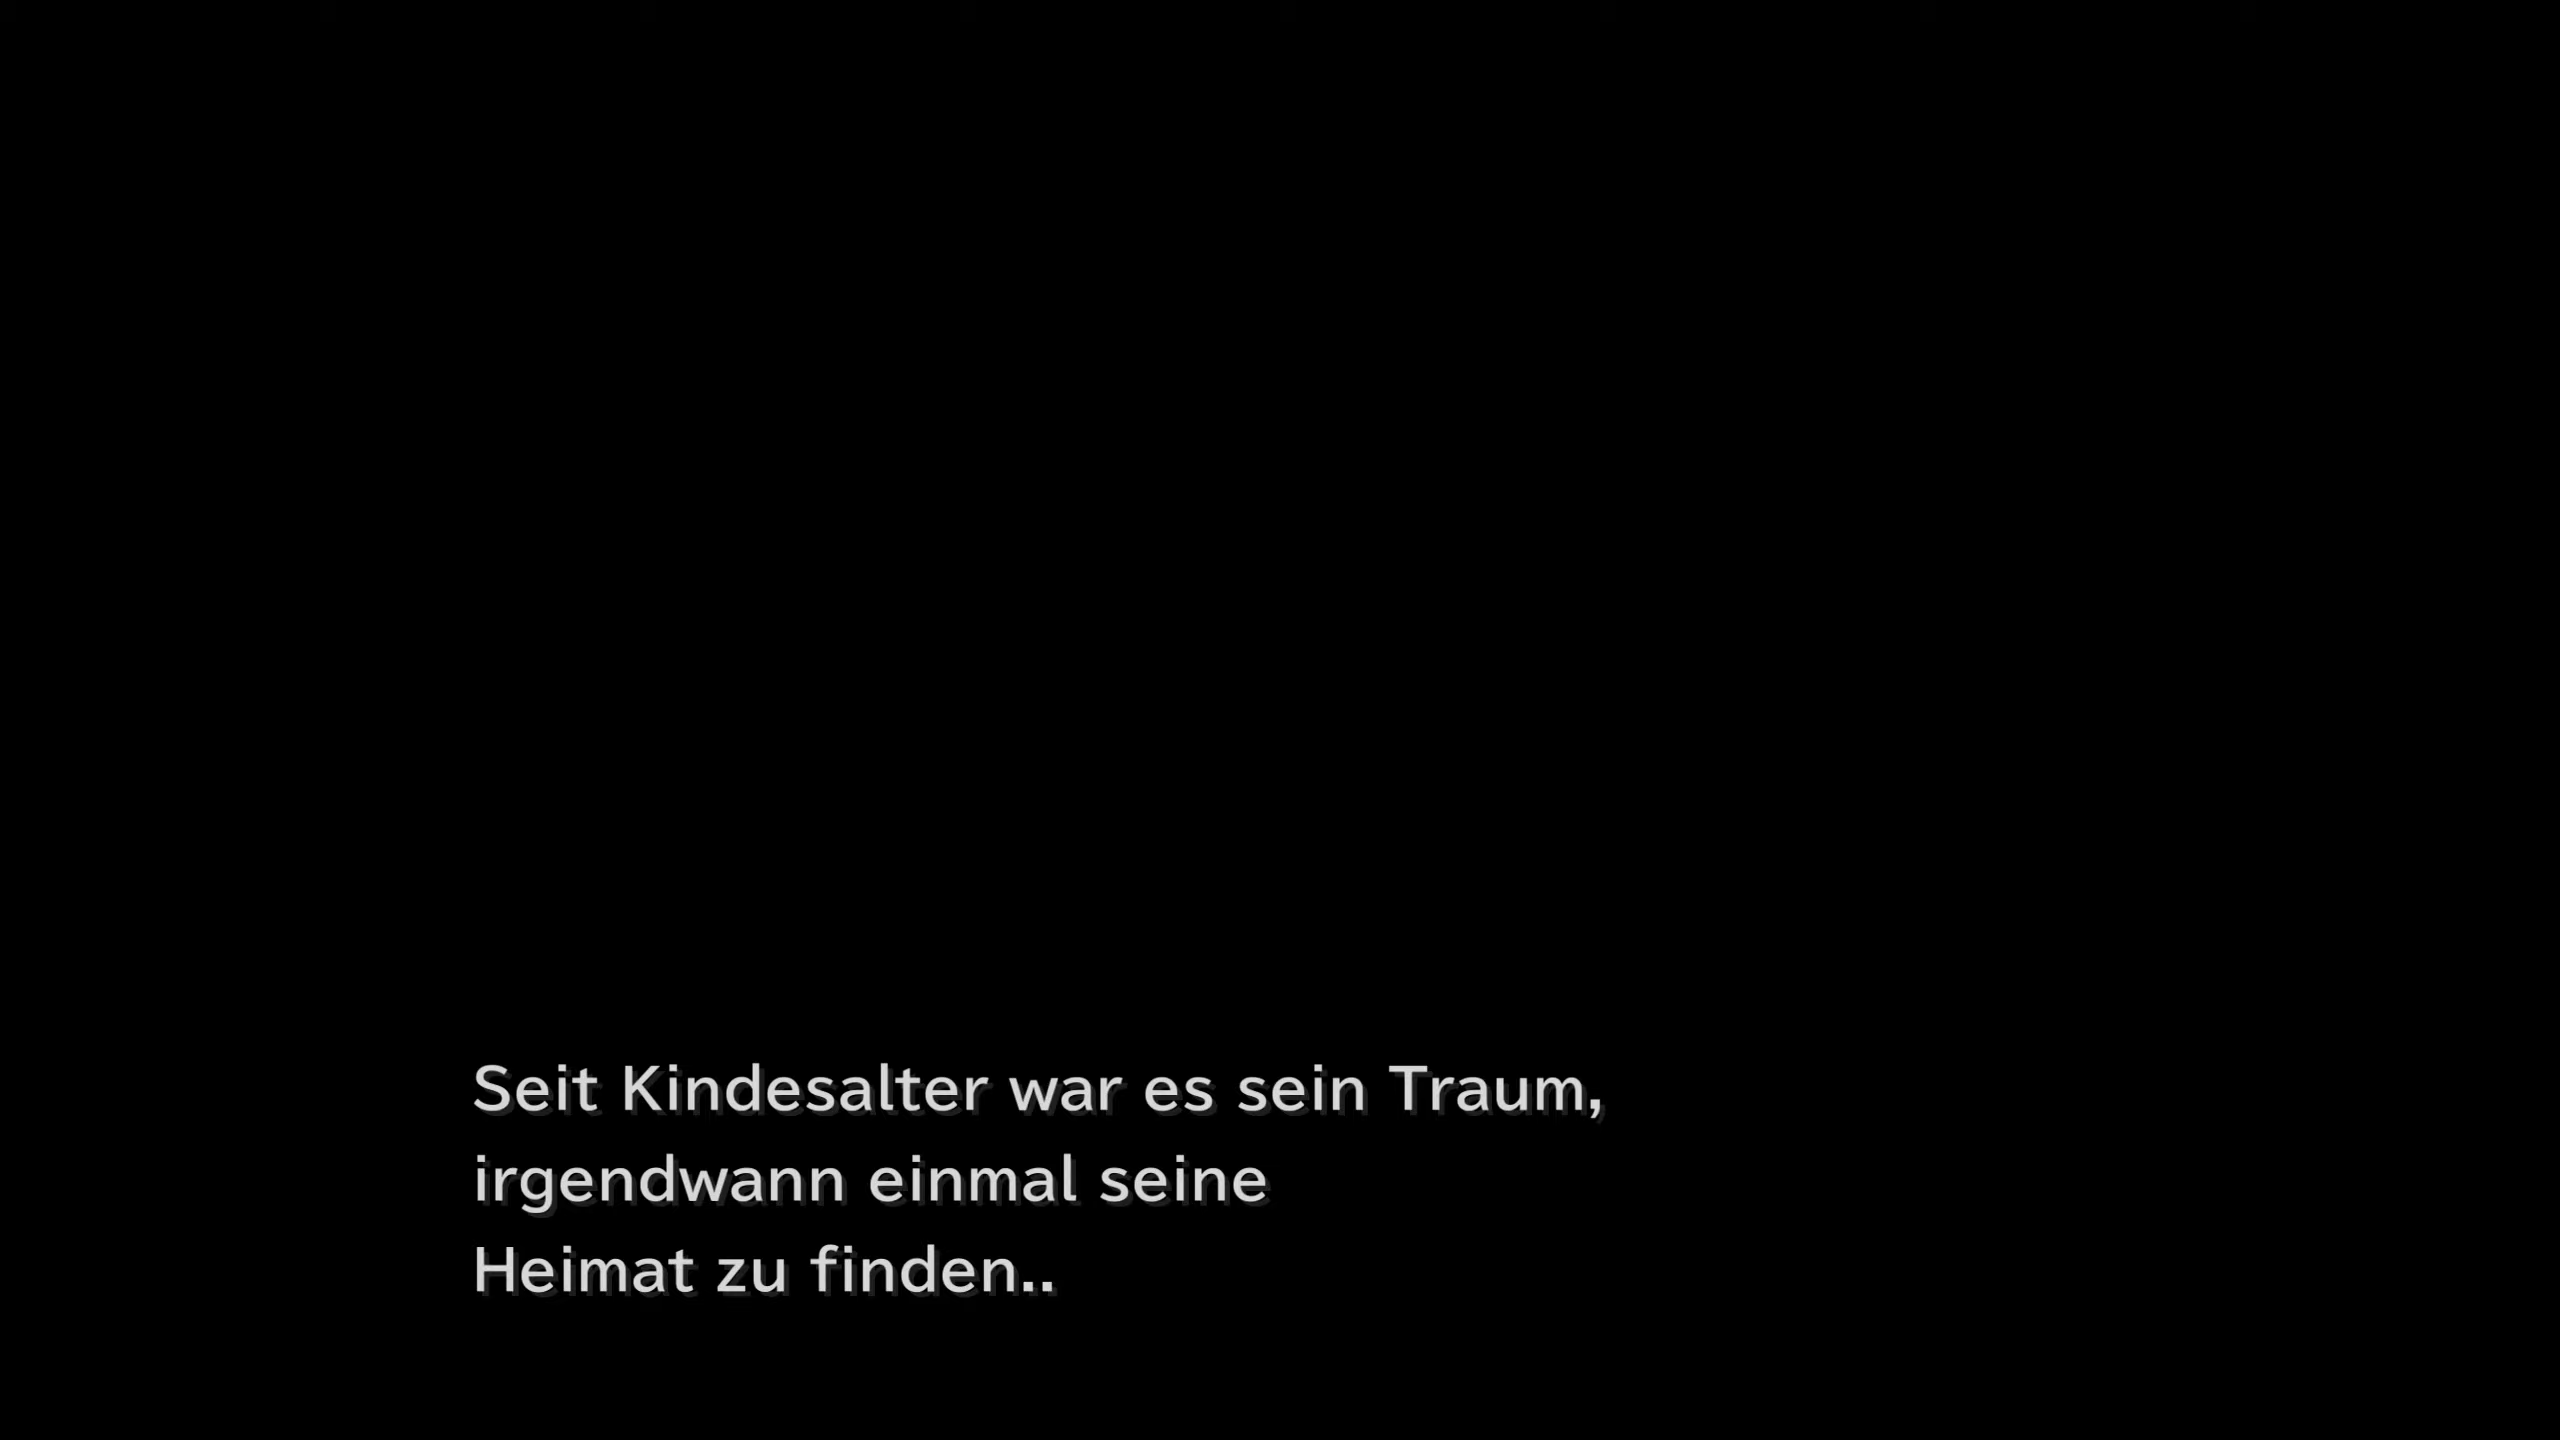 Seit Kindesalter war es sein Traum,
irgendwann einmal seine
Heimat zu finden..